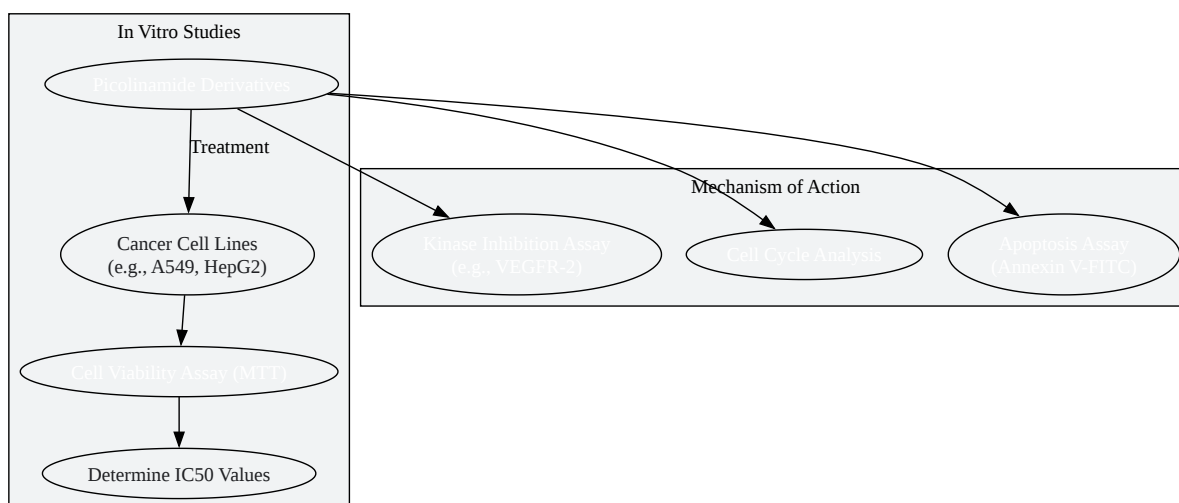 In Vitro Studies
Picolinamide Derivatives
Treatment
Mechanism of Action
Cancer Cell Lines
(e.g., A549, HepG2)
Kinase Inhibition Assay
(e.g., VEGFR-2)
Cell Cycle Analysis
Apoptosis Assay
(Annexin V-FITC)
Cell Viability Assay (MTT)
Determine IC50 Values